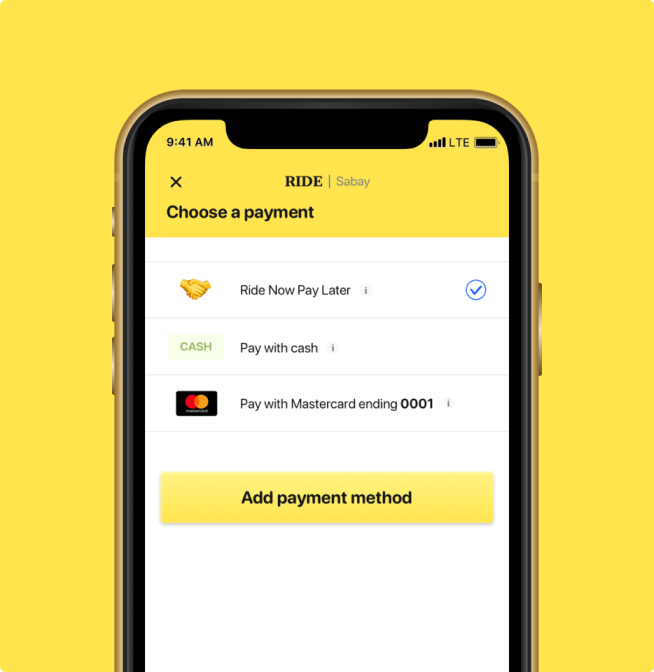 9:41 AM LTE
RIDE | Sabay
Choose a payment
Ride Now Pay Later i
CASH Pay with cash i
mastercard Pay with Mastercard ending 0001 i
Add payment method